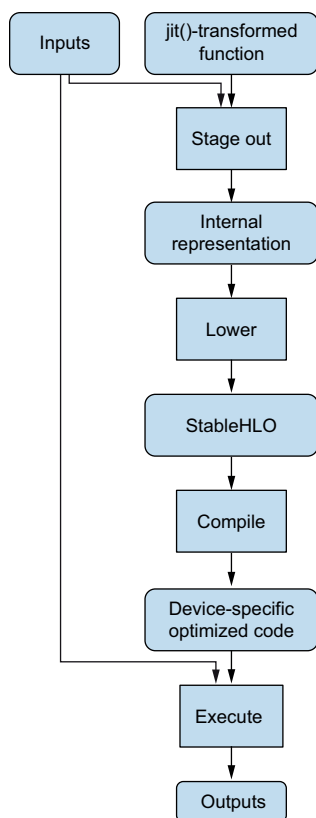 Inputs
jit()-transformed
function
Stage out
Internal
representation
Lower
StableHLO
Compile
Device-specific
optimized code
Execute
Outputs